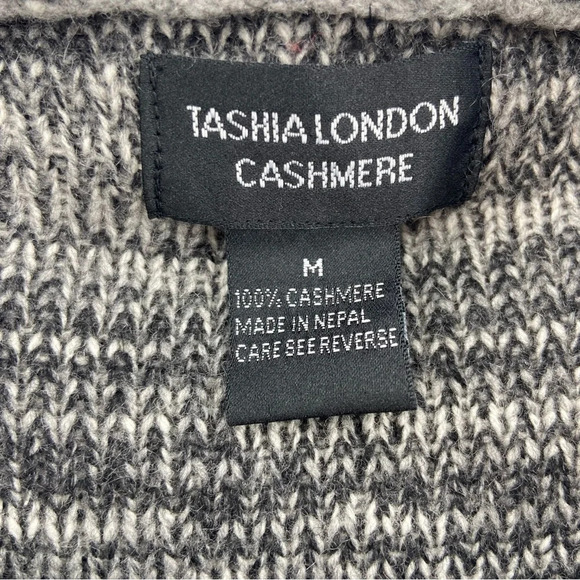 TASHIA LONDON
CASHMERE
M
100% CASHMERE
MADE IN NEPAL
CARE SEE REVERSE